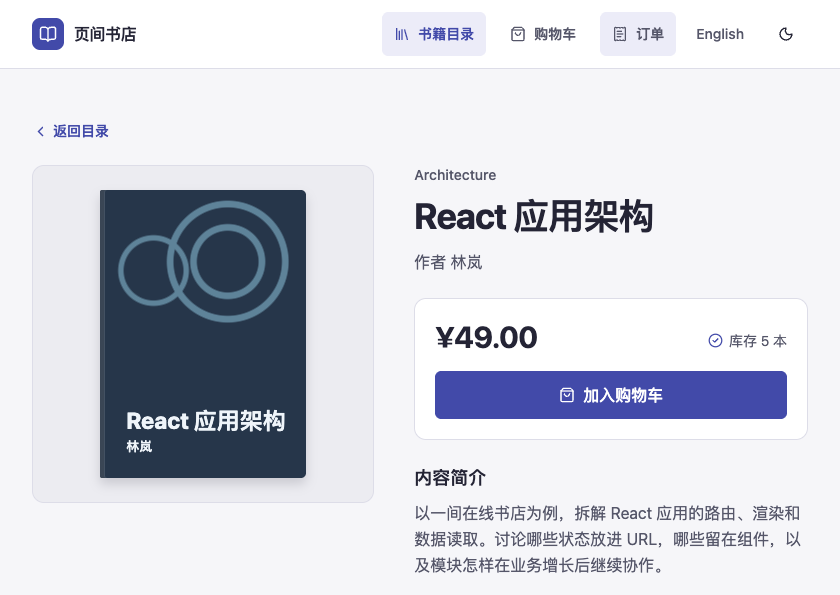 页间书店
书籍目录
购物车
订单
English
返回目录
React 应用架构
林岚
Architecture
React 应用架构
作者 林岚
¥49.00
库存 5 本
加入购物车
内容简介
以一间在线书店为例，拆解 React 应用的路由、渲染和
数据读取。讨论哪些状态放进 URL，哪些留在组件，以
及模块怎样在业务增长后继续协作。